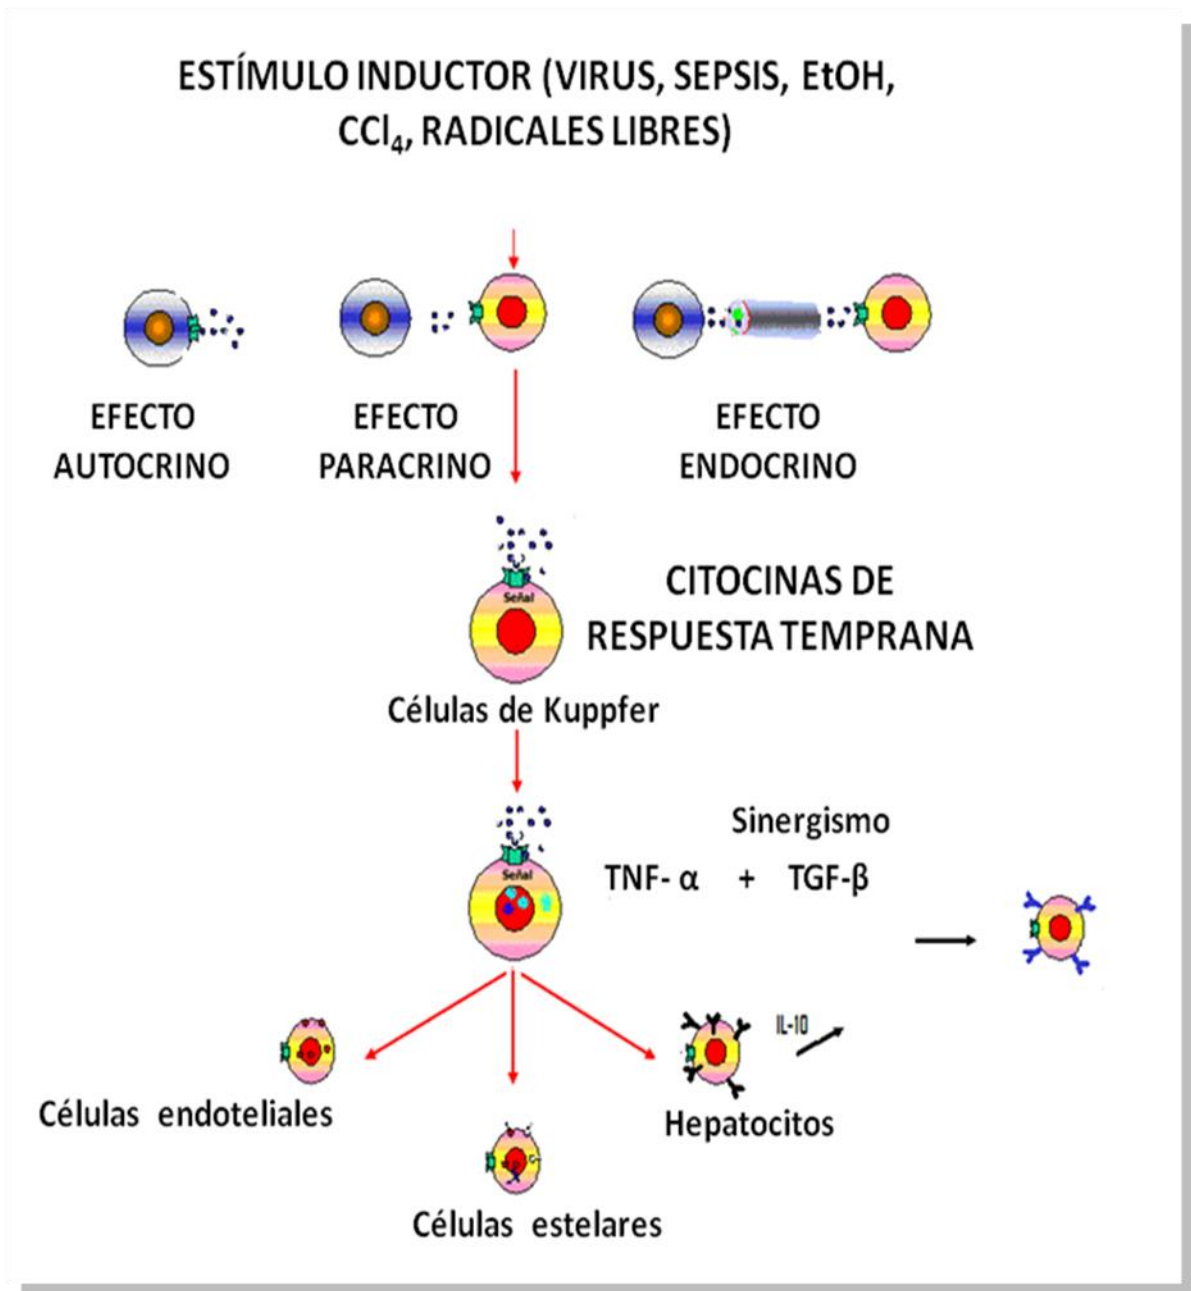 ESTÍMULO INDUCTOR (VIRUS, SEPSIS, EtOH,
CCl₄, RADICALES LIBRES)
EFECTO
AUTOCRINO
EFECTO
PARACRINO
EFECTO
ENDOCRINO
Señal
CITOCINAS DE
RESPUESTA TEMPRANA
Células de Kuppfer
Señal
Sinergismo
TNF- α + TGF-β
IL-10
Células endoteliales
Hepatocitos
Células estelares